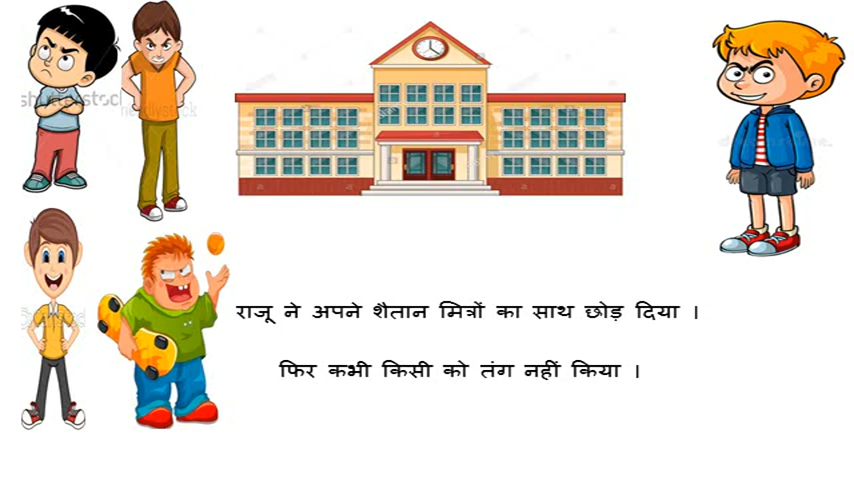 राजू ने अपने शैतान मित्रों का साथ छोड़ दिया ।
फिर कभी किसी को तंग नहीं किया ।